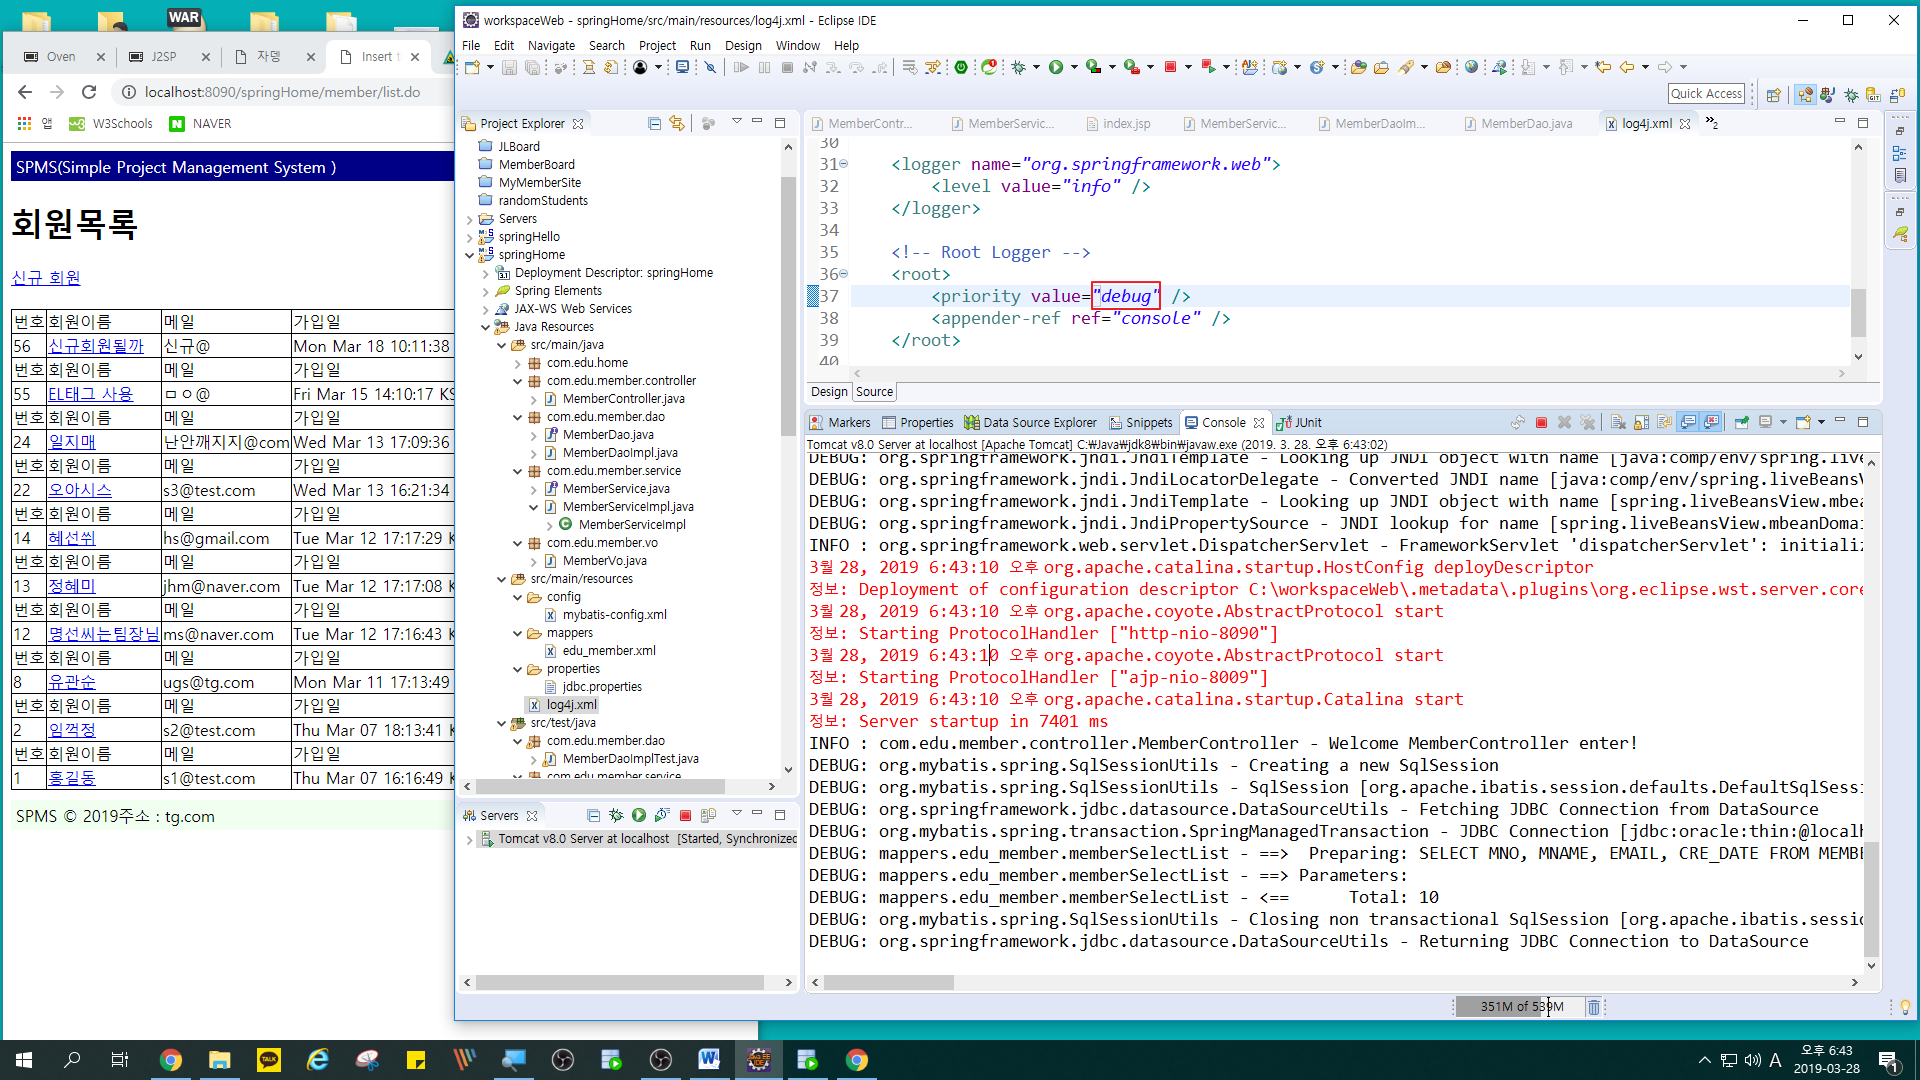 WAR
Oven
J2SP
자뎅
Insert t
localhost:8090/springHome/member/list.do
앱
W3Schools
NAVER
SPMS(Simple Project Management System )
회원목록
신규 회원
번호 회원이름 메일 가입일
56 신규회원될까 신규@ Mon Mar 18 10:11:38
번호 회원이름 메일 가입일
55 EL태그 사용 ㅁㅇ@ Fri Mar 15 14:10:17 KS
번호 회원이름 메일 가입일
24 일지매 난안깨지지@com Wed Mar 13 17:09:36
번호 회원이름 메일 가입일
22 오아시스 s3@test.com Wed Mar 13 16:21:34
번호 회원이름 메일 가입일
14 혜선쒸 hs@gmail.com Tue Mar 12 17:17:29 K
번호 회원이름 메일 가입일
13 정혜미 jhm@naver.com Tue Mar 12 17:17:08 K
번호 회원이름 메일 가입일
12 명선씨는팀장님 ms@naver.com Tue Mar 12 17:16:43 K
번호 회원이름 메일 가입일
8 유관순 ugs@tg.com Mon Mar 11 17:13:49
번호 회원이름 메일 가입일
2 임꺽정 s2@test.com Thu Mar 07 18:13:41 K
번호 회원이름 메일 가입일
1 홍길동 s1@test.com Thu Mar 07 16:16:49 K
SPMS © 2019주소 : tg.com
workspaceWeb - springHome/src/main/resources/log4j.xml - Eclipse IDE
File Edit Navigate Search Project Run Design Window Help
Quick Access
Project Explorer
JLBoard
MemberBoard
MyMemberSite
randomStudents
Servers
springHello
springHome
Deployment Descriptor: springHome
Spring Elements
JAX-WS Web Services
Java Resources
src/main/java
com.edu.home
com.edu.member.controller
MemberController.java
com.edu.member.dao
MemberDao.java
MemberDaoImpl.java
com.edu.member.service
MemberService.java
MemberServiceImpl.java
MemberServiceImpl
com.edu.member.vo
MemberVo.java
src/main/resources
config
mybatis-config.xml
mappers
edu_member.xml
properties
jdbc.properties
log4j.xml
src/test/java
com.edu.member.dao
MemberDaoImplTest.java
com.edu.member.service
Servers
Tomcat v8.0 Server at localhost [Started, Synchronized
MemberContr... MemberServic... index.jsp MemberServic... MemberDaoIm... MemberDao.java log4j.xml »2
30
31 <logger name="org.springframework.web">
32 <level value="info" />
33 </logger>
34
35 <!-- Root Logger -->
36 <root>
37 <priority value="debug" />
38 <appender-ref ref="console" />
39 </root>
40
Design Source
Markers Properties Data Source Explorer Snippets Console JUnit
Tomcat v8.0 Server at localhost [Apache Tomcat] C:₩Java₩jdk8₩bin₩javaw.exe (2019. 3. 28. 오후 6:43:02)
DEBUG: org.springframework.jndi.JndiTemplate - Looking up JNDI object with name [java:comp/env/spring.live
DEBUG: org.springframework.jndi.JndiLocatorDelegate - Converted JNDI name [java:comp/env/spring.liveBeansV
DEBUG: org.springframework.jndi.JndiTemplate - Looking up JNDI object with name [spring.liveBeansView.mbea
DEBUG: org.springframework.jndi.JndiPropertySource - JNDI lookup for name [spring.liveBeansView.mbeanDomai
INFO : org.springframework.web.servlet.DispatcherServlet - FrameworkServlet 'dispatcherServlet': initializ
3월 28, 2019 6:43:10 오후 org.apache.catalina.startup.HostConfig deployDescriptor
정보: Deployment of configuration descriptor C:\workspaceWeb\.metadata\.plugins\org.eclipse.wst.server.core
3월 28, 2019 6:43:10 오후 org.apache.coyote.AbstractProtocol start
정보: Starting ProtocolHandler ["http-nio-8090"]
3월 28, 2019 6:43:10 오후 org.apache.coyote.AbstractProtocol start
정보: Starting ProtocolHandler ["ajp-nio-8009"]
3월 28, 2019 6:43:10 오후 org.apache.catalina.startup.Catalina start
정보: Server startup in 7401 ms
INFO : com.edu.member.controller.MemberController - Welcome MemberController enter!
DEBUG: org.mybatis.spring.SqlSessionUtils - Creating a new SqlSession
DEBUG: org.mybatis.spring.SqlSessionUtils - SqlSession [org.apache.ibatis.session.defaults.DefaultSqlSessi
DEBUG: org.springframework.jdbc.datasource.DataSourceUtils - Fetching JDBC Connection from DataSource
DEBUG: org.mybatis.spring.transaction.SpringManagedTransaction - JDBC Connection [jdbc:oracle:thin:@localh
DEBUG: mappers.edu_member.memberSelectList - ==> Preparing: SELECT MNO, MNAME, EMAIL, CRE_DATE FROM MEMBE
DEBUG: mappers.edu_member.memberSelectList - ==> Parameters:
DEBUG: mappers.edu_member.memberSelectList - <== Total: 10
DEBUG: org.mybatis.spring.SqlSessionUtils - Closing non transactional SqlSession [org.apache.ibatis.sessio
DEBUG: org.springframework.jdbc.datasource.DataSourceUtils - Returning JDBC Connection to DataSource
351M of 539M
TALK
A
오후 6:43
2019-03-28
1